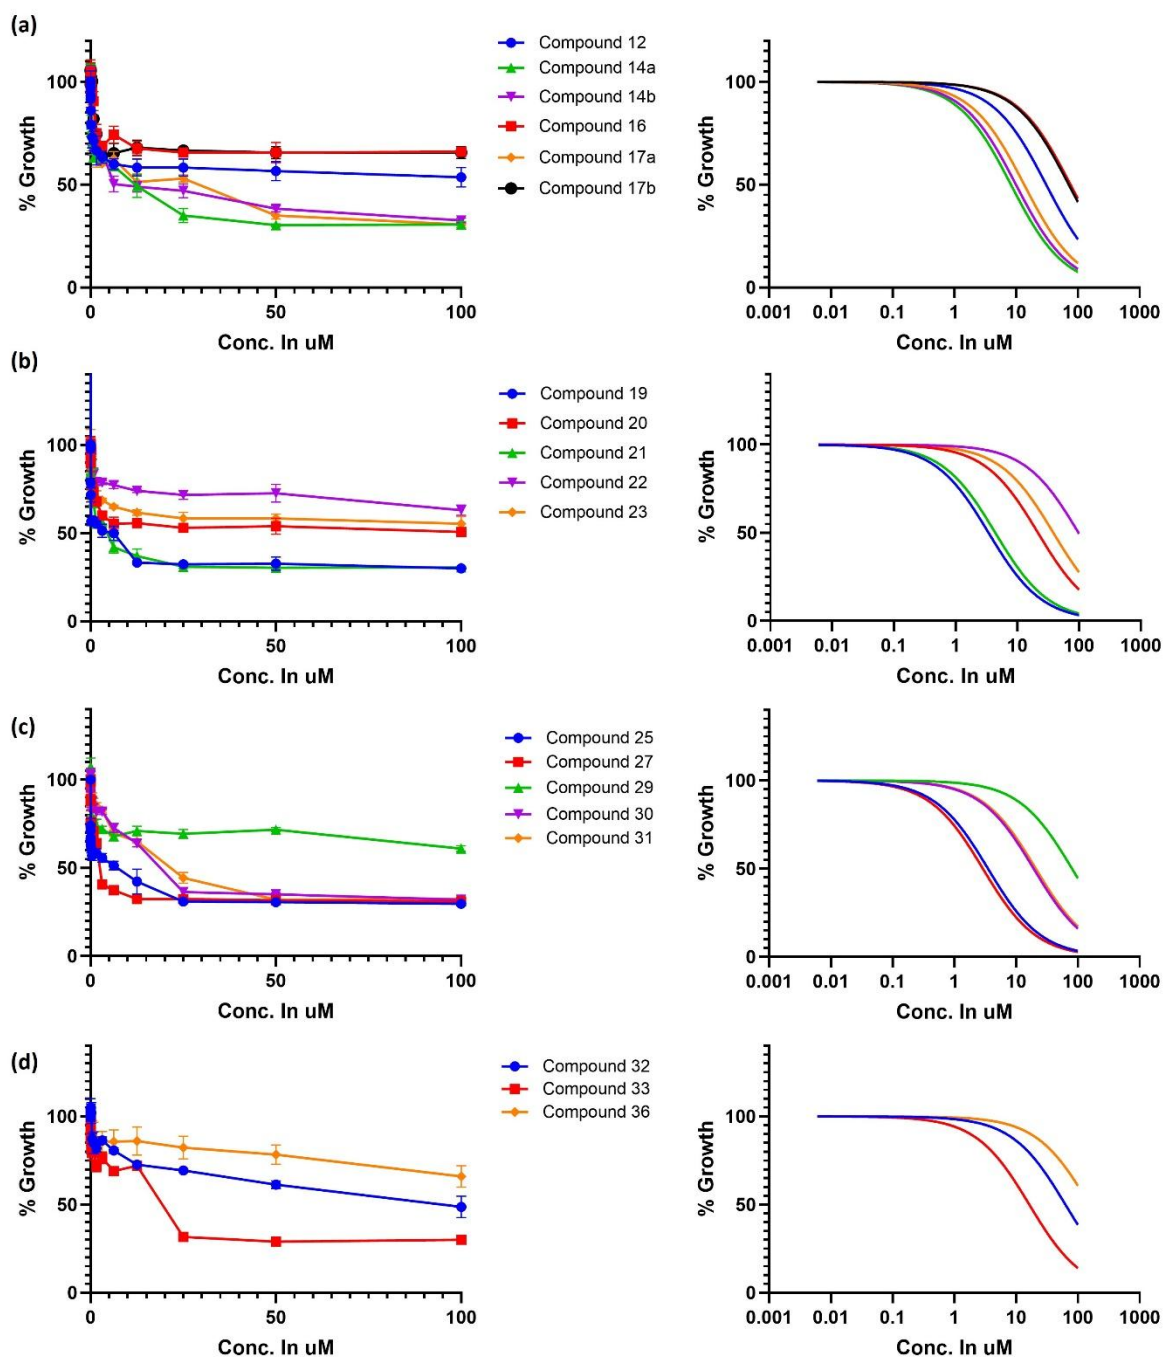 (a)
% Growth
100
50
0
0
50
100
Conc. In uM
Compound 12
Compound 14a
Compound 14b
Compound 16
Compound 17a
Compound 17b
% Growth
100
50
0
0.001
0.01
0.1
1
10
100
1000
Conc. In uM
(b)
% Growth
100
50
0
0
50
100
Conc. In uM
Compound 19
Compound 20
Compound 21
Compound 22
Compound 23
% Growth
100
50
0
0.001
0.01
0.1
1
10
100
1000
Conc. In uM
(c)
% Growth
100
50
0
0
50
100
Conc. In uM
Compound 25
Compound 27
Compound 29
Compound 30
Compound 31
% Growth
100
50
0
0.001
0.01
0.1
1
10
100
1000
Conc. In uM
(d)
% Growth
100
50
0
0
50
100
Conc. In uM
Compound 32
Compound 33
Compound 36
% Growth
100
50
0
0.001
0.01
0.1
1
10
100
1000
Conc. In uM